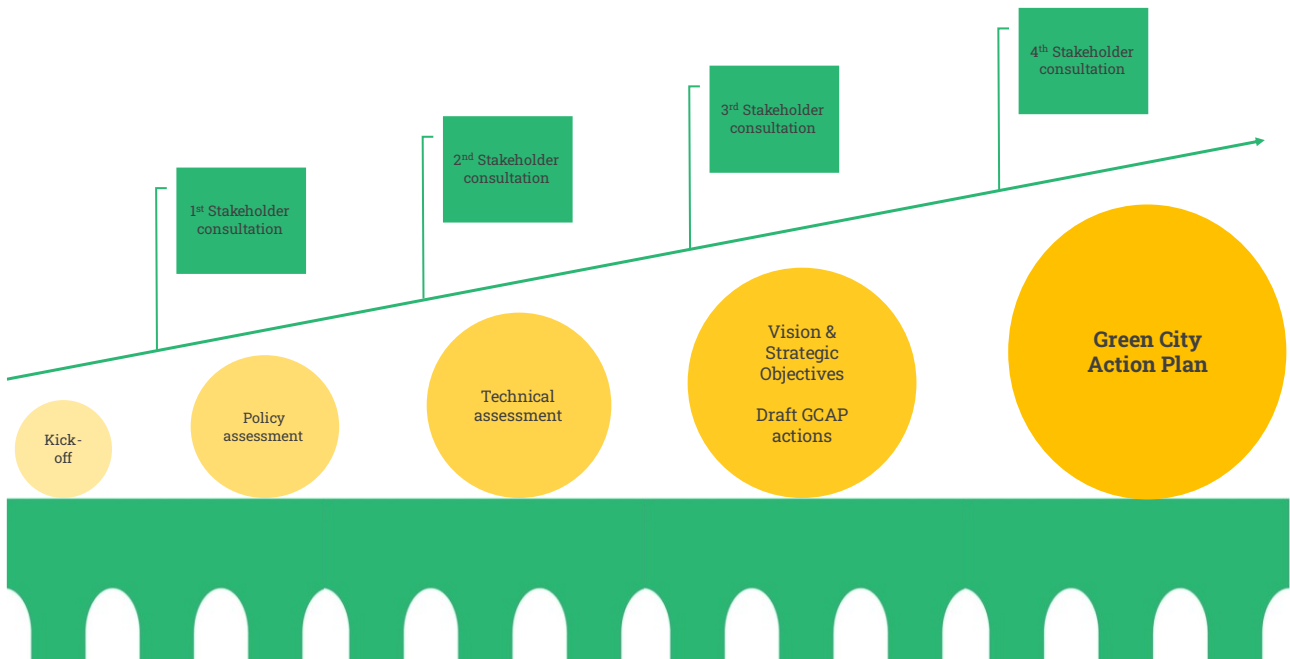 4th Stakeholder
consultation
3rd Stakeholder
consultation
2nd Stakeholder
consultation
1st Stakeholder
consultation
Kick-
off
Policy
assessment
Technical
assessment
Vision &
Strategic
Objectives
Draft GCAP
actions
Green City
Action Plan